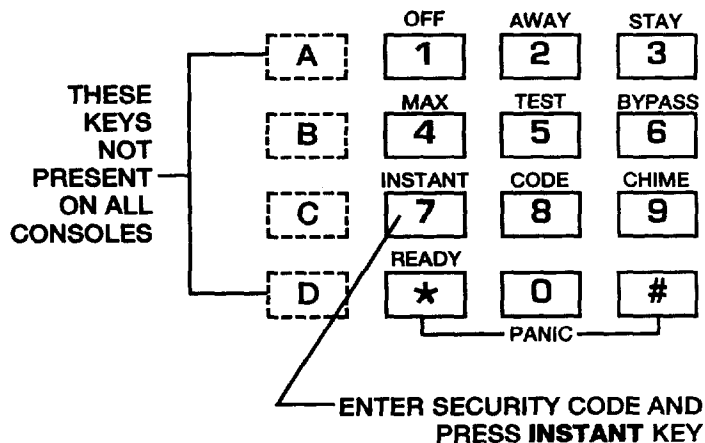 OFF AWAY STAY
A 1 2 3
THESE
KEYS
NOT
PRESENT
ON ALL
CONSOLES
MAX TEST BYPASS
B 4 5 6
INSTANT CODE CHIME
C 7 8 9
READY
D * 0 #
PANIC
ENTER SECURITY CODE AND
PRESS INSTANT KEY